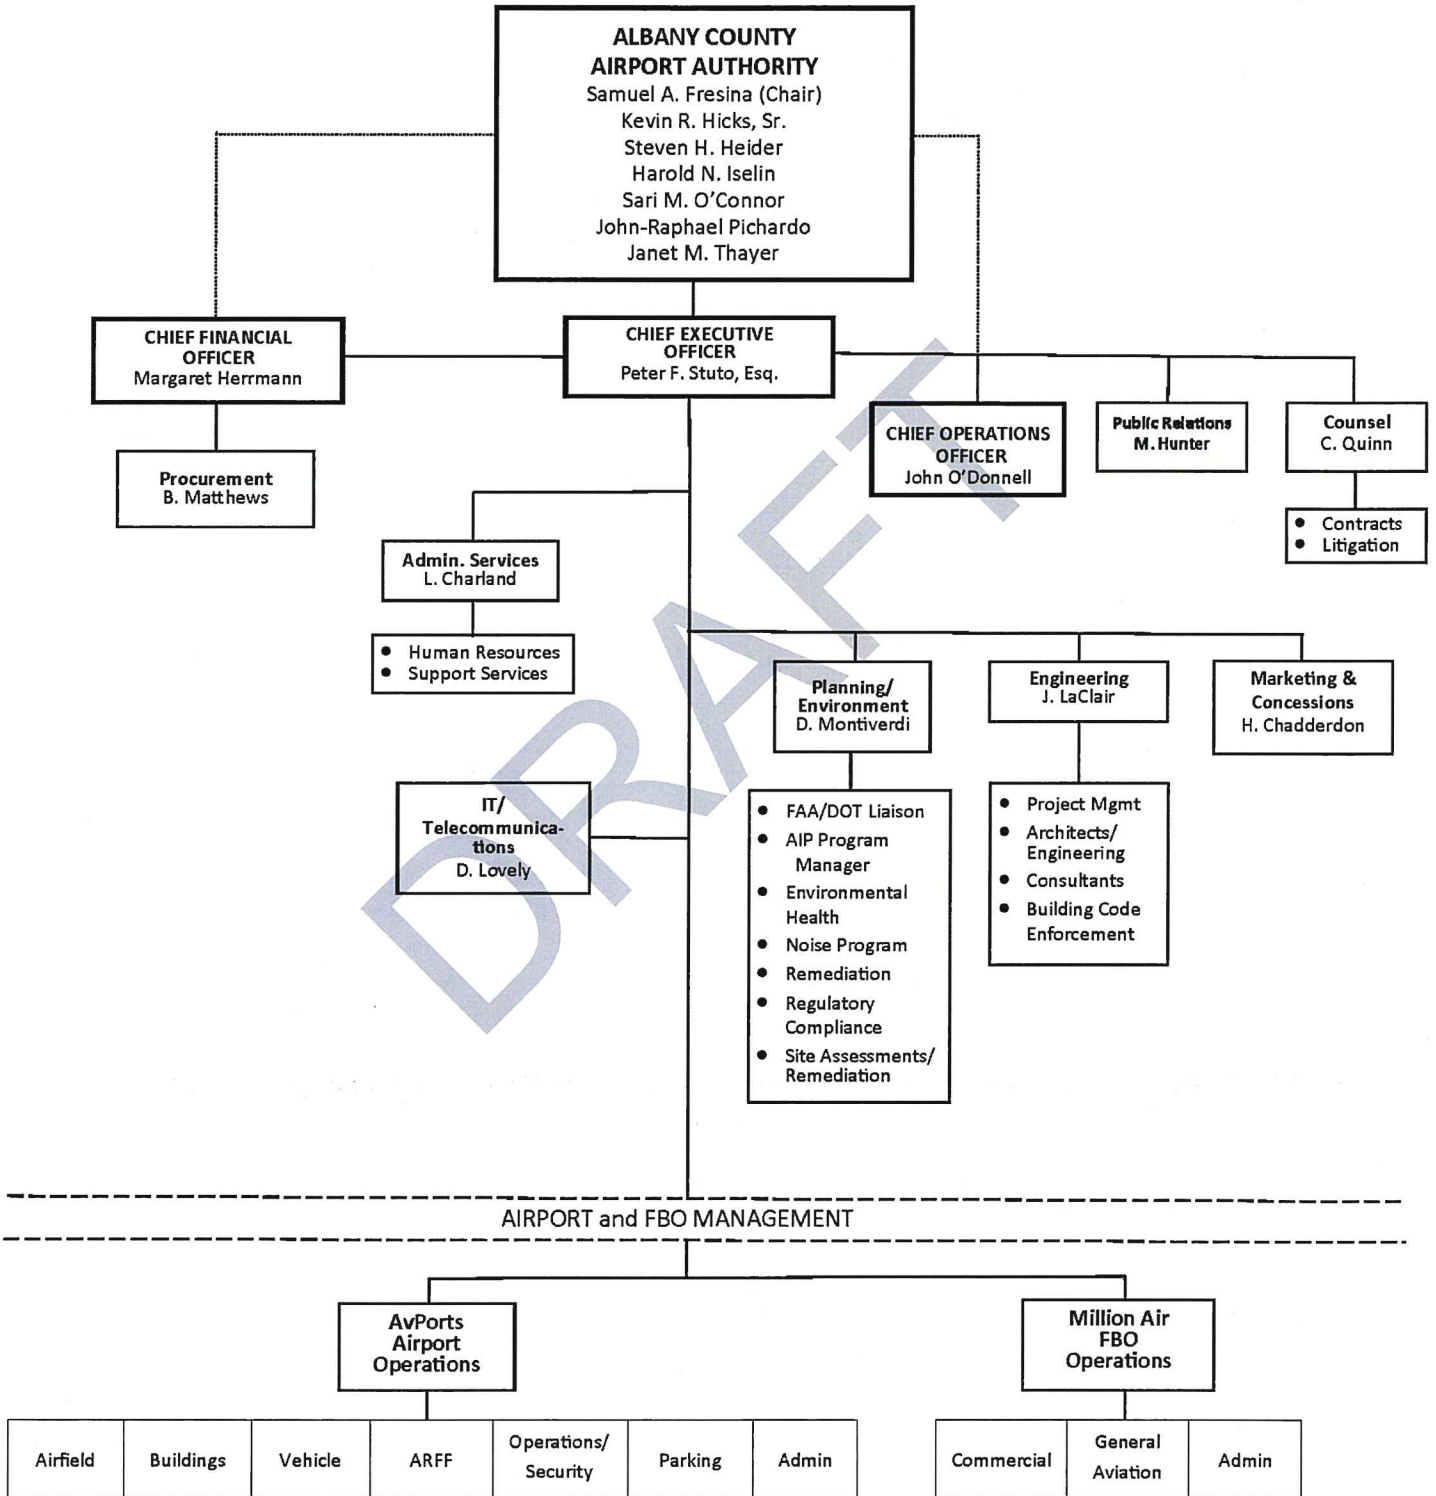 ALBANY COUNTY
AIRPORT AUTHORITY
Samuel A. Fresina (Chair)
Kevin R. Hicks, Sr.
Steven H. Heider
Harold N. Iselin
Sari M. O'Connor
John-Raphael Pichardo
Janet M. Thayer
CHIEF FINANCIAL
OFFICER
Margaret Herrmann
CHIEF EXECUTIVE
OFFICER
Peter F. Stuto, Esq.
CHIEF OPERATIONS
OFFICER
John O'Donnell
Public Relations
M. Hunter
Counsel
C. Quinn
• Contracts
• Litigation
Procurement
B. Matthews
Admin. Services
L. Charland
• Human Resources
• Support Services
Planning/
Environment
D. Montiverdi
Engineering
J. LaClair
Marketing &
Concessions
H. Chadderdon
IT/
Telecommunica-
tions
D. Lovely
• FAA/DOT Liaison
• AIP Program
Manager
• Environmental
Health
• Noise Program
• Remediation
• Regulatory
Compliance
• Site Assessments/
Remediation
• Project Mgmt
• Architects/
Engineering
• Consultants
• Building Code
Enforcement
DRAFT
AIRPORT and FBO MANAGEMENT
AvPorts
Airport
Operations
Million Air
FBO
Operations
Airfield
Buildings
Vehicle
ARFF
Operations/
Security
Parking
Admin
Commercial
General
Aviation
Admin